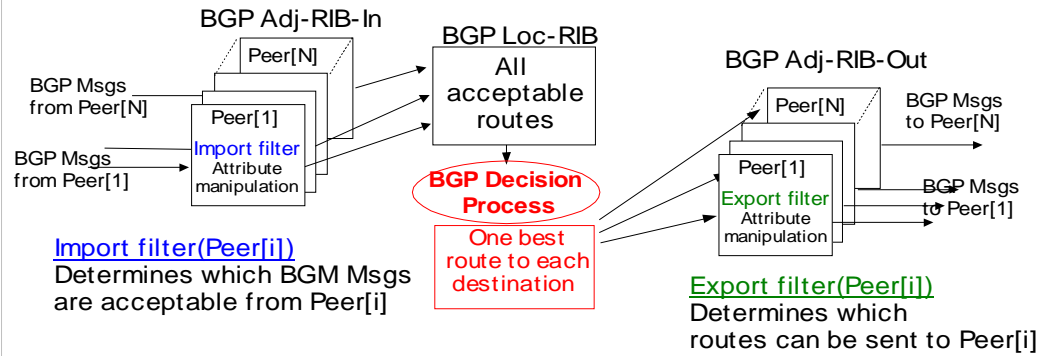 BGP Adj-RIB-In
Peer[N]
BGP Msgs
from Peer[N]
Peer[1]
Import filter
Attribute
manipulation
BGP Msgs
from Peer[1]
BGP Loc-RIB
All
acceptable
routes
BGP Decision
Process
One best
route to each
destination
BGP Adj-RIB-Out
Peer[N]
BGP Msgs
to Peer[N]
Peer[1]
Export filter
Attribute
manipulation
BGP Msgs
to Peer[1]
Import filter(Peer[i])
Determines which BGM Msgs
are acceptable from Peer[i]
Export filter(Peer[i])
Determines which
routes can be sent to Peer[i]